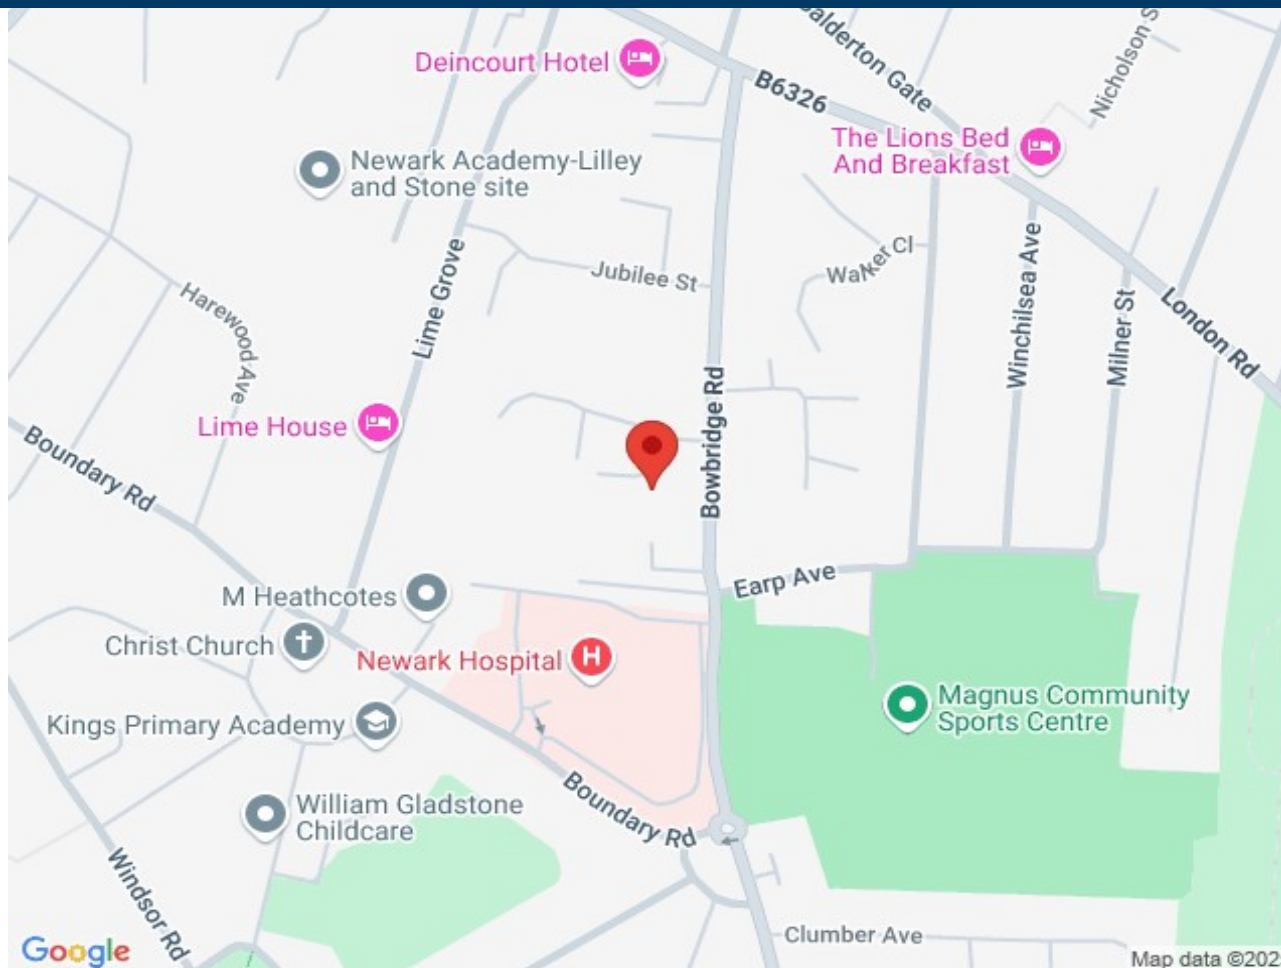 Deincourt Hotel
B6326
Balderton Gate
Nicholson S
The Lions Bed
And Breakfast
Newark Academy-Lilley
and Stone site
Jubilee St
Walker Cl
Harewood Ave
Lime Grove
Winchilsea Ave
Milner St
London Rd
Lime House
Bowbridge Rd
Boundary Rd
Earp Ave
M Heathcotes
Christ Church
Newark Hospital
H
Kings Primary Academy
Magnus Community
Sports Centre
William Gladstone
Childcare
Boundary Rd
Windsor Rd
Clumber Ave
Google
Map data ©202